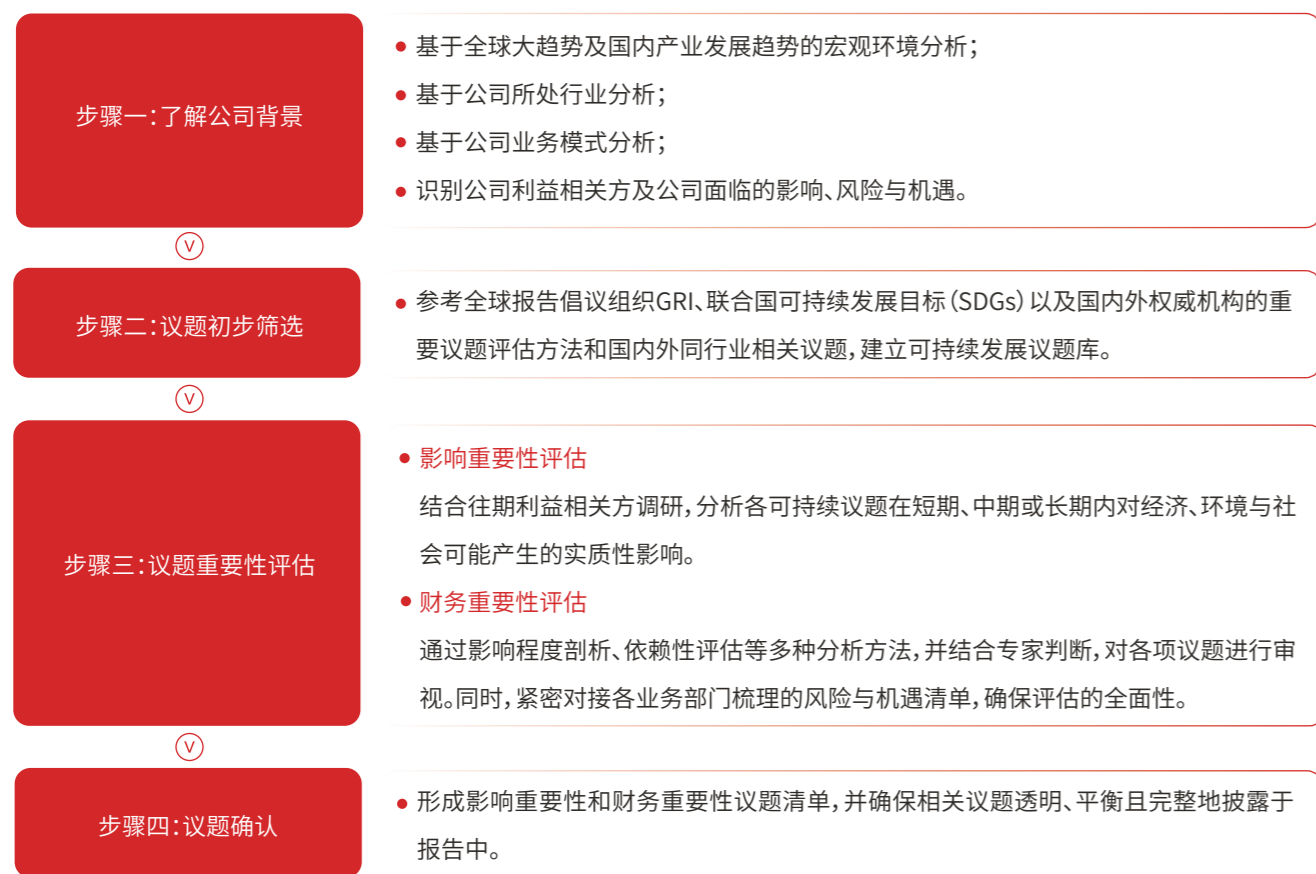 步骤一：了解公司背景
基于全球大趋势及国内产业发展趋势的宏观环境分析；
基于公司所处行业分析；
基于公司业务模式分析；
识别公司利益相关方及公司面临的影响、风险与机遇。
步骤二：议题初步筛选
参考全球报告倡议组织GRI、联合国可持续发展目标（SDGs）以及国内外权威机构的重
要议题评估方法和国内外同行业相关议题，建立可持续发展议题库。
步骤三：议题重要性评估
影响重要性评估
结合往期利益相关方调研，分析各可持续议题在短期、中期或长期内对经济、环境与社
会可能产生的实质性影响。
财务重要性评估
通过影响程度剖析、依赖性评估等多种分析方法，并结合专家判断，对各项议题进行审
视。同时，紧密对接各业务部门梳理的风险与机遇清单，确保评估的全面性。
步骤四：议题确认
形成影响重要性和财务重要性议题清单，并确保相关议题透明、平衡且完整地披露于
报告中。